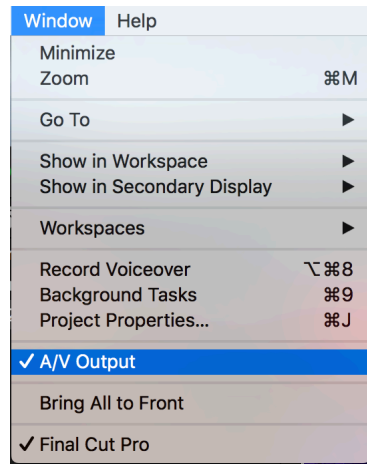 Window Help
Minimize
Zoom ⌘M
Go To ▶
Show in Workspace ▶
Show in Secondary Display ▶
Workspaces ▶
Record Voiceover ⌥⌘8
Background Tasks ⌘9
Project Properties... ⌘J
✓ A/V Output
Bring All to Front
✓ Final Cut Pro